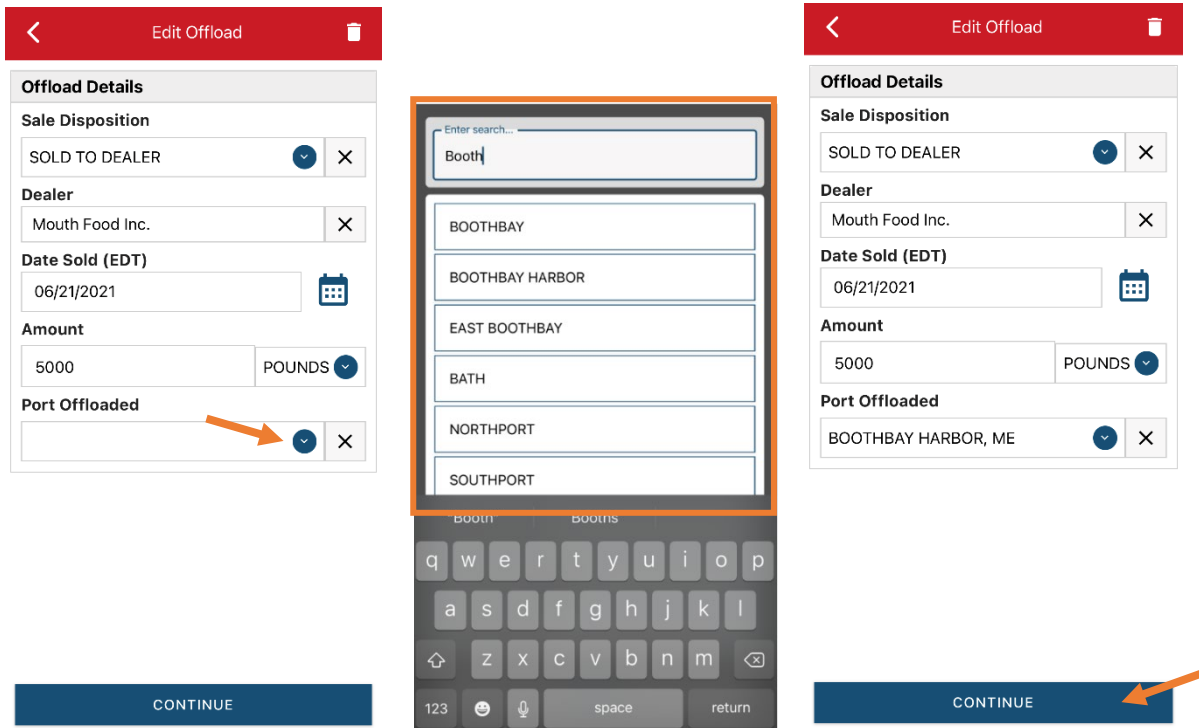 Edit Offload
Offload Details
Sale Disposition
SOLD TO DEALER
Dealer
Mouth Food Inc.
Date Sold (EDT)
06/21/2021
Amount
5000 POUNDS
Port Offloaded
CONTINUE
Enter search...
Booth
BOOTHBAY
BOOTHBAY HARBOR
EAST BOOTHBAY
BATH
NORTHPORT
SOUTHPORT
"Booth" Booths
q w e r t y u i o p
a s d f g h j k l
z x c v b n m
123 space return
Edit Offload
Offload Details
Sale Disposition
SOLD TO DEALER
Dealer
Mouth Food Inc.
Date Sold (EDT)
06/21/2021
Amount
5000 POUNDS
Port Offloaded
BOOTHBAY HARBOR, ME
CONTINUE